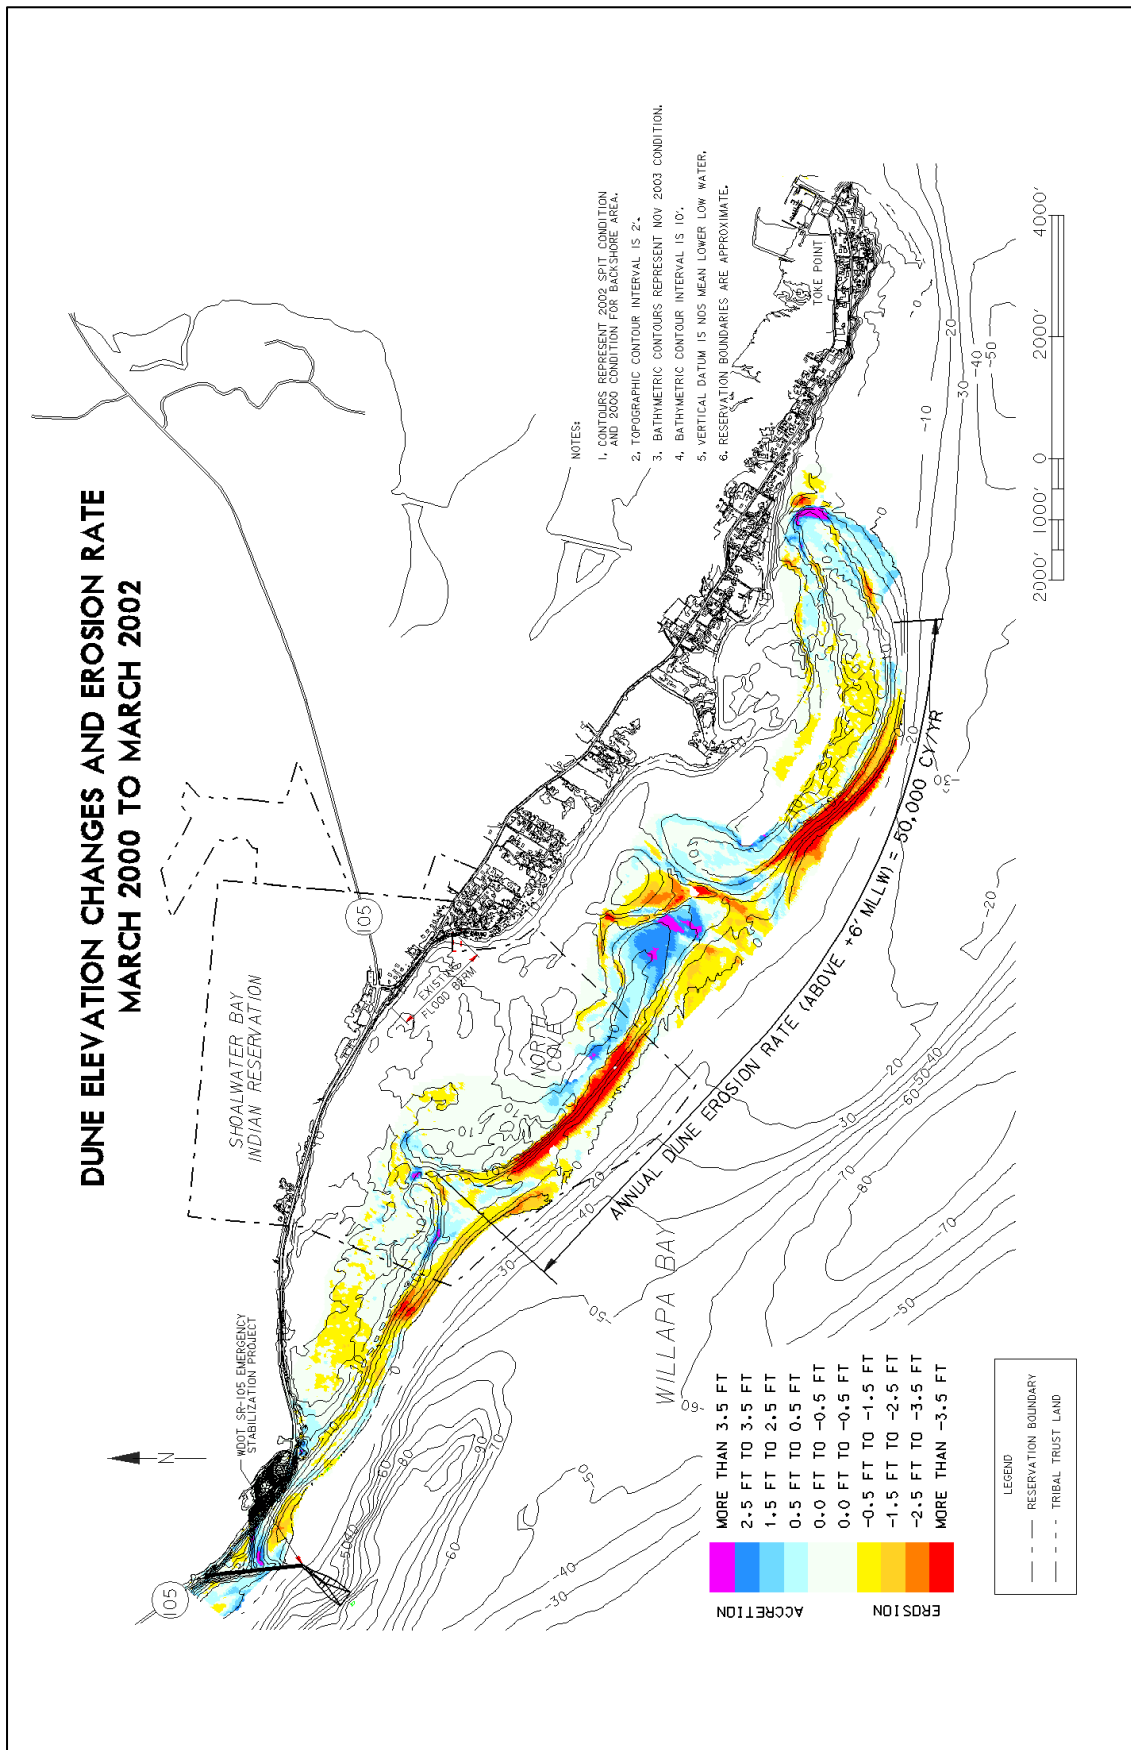 DUNE ELEVATION CHANGES AND EROSION RATE
MARCH 2000 TO MARCH 2002
NOTES:
1. CONTOURS REPRESENT 2002 SPIT CONDITION
AND 2000 CONDITION FOR BACKSHORE AREA.
2. TOPOGRAPHIC CONTOUR INTERVAL IS 2'.
3. BATHYMETRIC CONTOURS REPRESENT NOV 2003 CONDITION.
4. BATHYMETRIC CONTOUR INTERVAL IS 10'.
5. VERTICAL DATUM IS NOS MEAN LOWER LOW WATER.
6. RESERVATION BOUNDARIES ARE APPROXIMATE.
SHOALWATER BAY
INDIAN RESERVATION
105
WDOT SR-105 EMERGENCY
STABILIZATION PROJECT
N
105
EXISTING
FLOOD BERM
NORTH
COVE
TOKE POINT
ANNUAL DUNE EROSION RATE (ABOVE +6' MLLW) = 50,000 CY/YR
WILLAPA BAY
2000' 1000' 0 2000' 4000'
ACCRETION
EROSION
MORE THAN 3.5 FT
2.5 FT TO 3.5 FT
1.5 FT TO 2.5 FT
0.5 FT TO 0.5 FT
0.0 FT TO -0.5 FT
0.0 FT TO -0.5 FT
-0.5 FT TO -1.5 FT
-1.5 FT TO -2.5 FT
-2.5 FT TO -3.5 FT
MORE THAN -3.5 FT
LEGEND
RESERVATION BOUNDARY
TRIBAL TRUST LAND